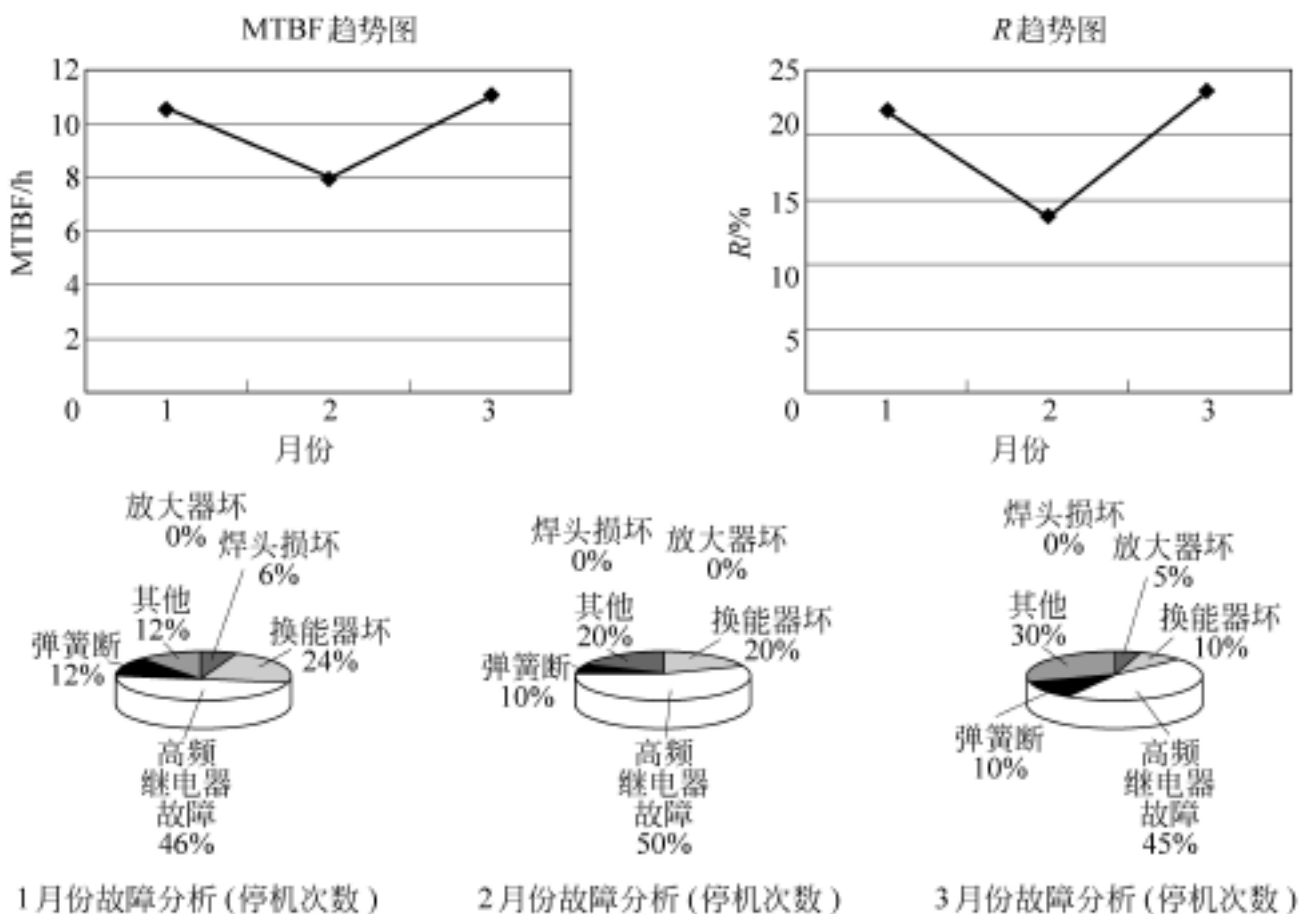 MTBF趋势图
12
10
8
6
4
2
0
MTBF/h
1
2
3
月份
R趋势图
25
20
15
10
5
0
R/%
1
2
3
月份
放大器坏
0%
焊头损坏
6%
其他
12%
换能器坏
24%
弹簧断
12%
高频
继电器
故障
46%
1月份故障分析(停机次数)
焊头损坏
0%
放大器坏
0%
其他
20%
换能器坏
20%
弹簧断
10%
高频
继电器
故障
50%
2月份故障分析(停机次数)
焊头损坏
0%
放大器坏
5%
其他
30%
换能器坏
10%
弹簧断
10%
高频
继电器
故障
45%
3月份故障分析(停机次数)